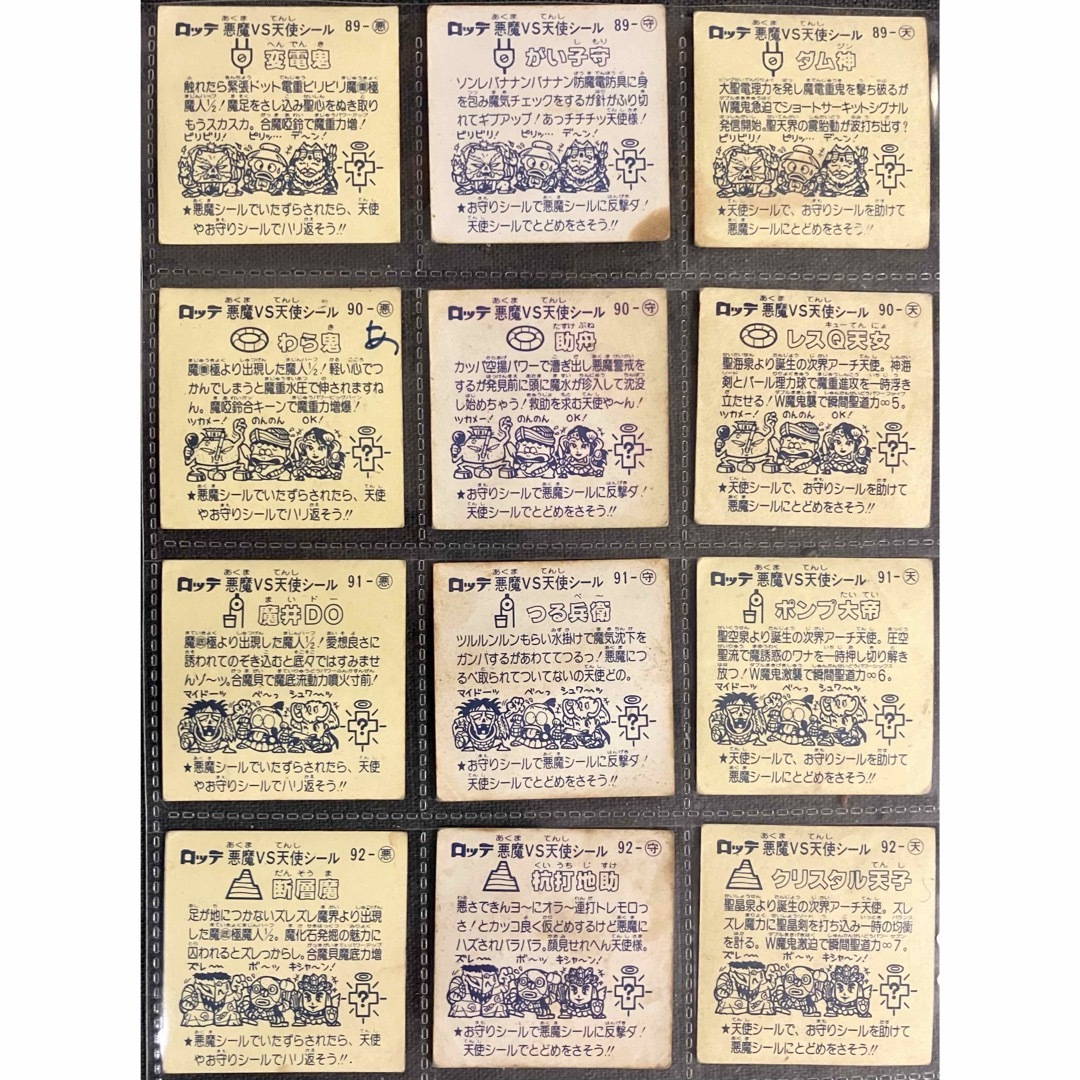 ロッテ 悪魔VS天使シール 89-悪
変電鬼
触れたら緊張ドット電重ビリビリ魔重極
魔人½! 魔足をさし込み聖心をぬき取り
もうスカスカ。合魔啞鈴で魔重力増!
ビリビリ! ピリッ… デ〜ン!
?
★悪魔シールでいたずらされたら、天使
やお守りシールでハリ返そう!!
ロッテ 悪魔VS天使シール 89-守
がい子守
ソンレバナナンバナナン防魔電防具に身
を包み魔気チェックをするが針がふり切
れてギブアップ! あっチチチッ天使様!
ビリビリ! ピリッ… デ〜ン!
?
★お守りシールで悪魔シールに反撃ダ!
天使シールでとどめをさそう!!
ロッテ 悪魔VS天使シール 89-天
ダム神
大聖電理力を発し魔電重鬼を撃ち破るが
W魔鬼急迫でショートサーキットシグナル
発信開始。聖天界の震胎動が波打ち出す?
ビリビリ! ピリッ… デ〜ン!
?
★天使シールで、お守りシールを助けて
悪魔シールにとどめをさそう!!
ロッテ 悪魔VS天使シール 90-悪
わら鬼
あ
魔重極より出現した魔人½! 軽い心でつ
かんでしまうと魔重水圧で伸されますね
ん。魔啞鈴合キーンで魔重力増爆!
ツカメー! のんのん OK!
?
★悪魔シールでいたずらされたら、天使
やお守りシールでハリ返そう!!
ロッテ 悪魔VS天使シール 90-守
助舟
カッパ空揚パワーで漕ぎ出し悪魔警戒を
するが発見前に頭に魔水が珍入して沈没
し始めちゃう! 救助を求む天使や〜ん!
ツカメー! のんのん OK!
?
★お守りシールで悪魔シールに反撃ダ!
天使シールでとどめをさそう!!
ロッテ 悪魔VS天使シール 90-天
レスQ天女
聖海泉より誕生の次界アーチ天使。神海
剣とパール理力球で魔重進攻を一時浮き
立たせる! W魔鬼襲で瞬間聖道力∞5。
ツカメー! のんのん OK!
?
★天使シールで、お守りシールを助けて
悪魔シールにとどめをさそう!!
ロッテ 悪魔VS天使シール 91-悪
魔井DO
魔底極より出現した魔人½! 愛想良さに
誘われてのぞき込むと底々ではすみませ
んゾ〜ッ。合魔貝で魔底流動力噴火寸前!
マイドーッ ベ〜っ シュワ〜ッ
?
★悪魔シールでいたずらされたら、天使
やお守りシールでハリ返そう!!
ロッテ 悪魔VS天使シール 91-守
つる兵衛
ツルルンルンもらい水掛けで魔気沈下を
ガンバするがあわててつるっ! 悪魔につ
るべ取られてついてないの天使どの。
マイドーッ ベ〜っ シュワ〜ッ
?
★お守りシールで悪魔シールに反撃ダ!
天使シールでとどめをさそう!!
ロッテ 悪魔VS天使シール 91-天
ポンプ大帝
聖空泉より誕生の次界アーチ天使。圧空
聖流で魔誘惑のワナを一時押し切り解き
放つ! W魔鬼激襲で瞬間聖道力∞6。
マイドーッ ベ〜っ シュワ〜ッ
?
★天使シールで、お守りシールを助けて
悪魔シールにとどめをさそう!!
ロッテ 悪魔VS天使シール 92-悪
断層魔
足が地につかないズレズレ魔界より出現
した魔底極魔人½。魔化石発掘の魅力に
囚われるとズレっからし。合魔貝魔底力増
ズレ〜 ボ〜ッ キシャ〜ン!
?
★悪魔シールでいたずらされたら、天使
やお守りシールでハリ返そう!!
ロッテ 悪魔VS天使シール 92-守
杭打地助
悪さできんヨ〜にオラ〜連打トレモロっ
さ! とカッコ良く仮どめするけど悪魔に
ハズされバラバラ。顔見せれへん天使様。
ズレ〜 ボ〜ッ キシャ〜ン!
?
★お守りシールで悪魔シールに反撃ダ!
天使シールでとどめをさそう!!
ロッテ 悪魔VS天使シール 92-天
クリスタル天子
聖晶泉より誕生の次界アーチ天使。ズレ
ズレ魔力に聖晶剣を打ち込み一時の均衡
を計る。W魔鬼激迫で瞬間聖道力∞7。
ズレ〜 ボ〜ッ キシャ〜ン!
?
★天使シールで、お守りシールを助けて
悪魔シールにとどめをさそう!!